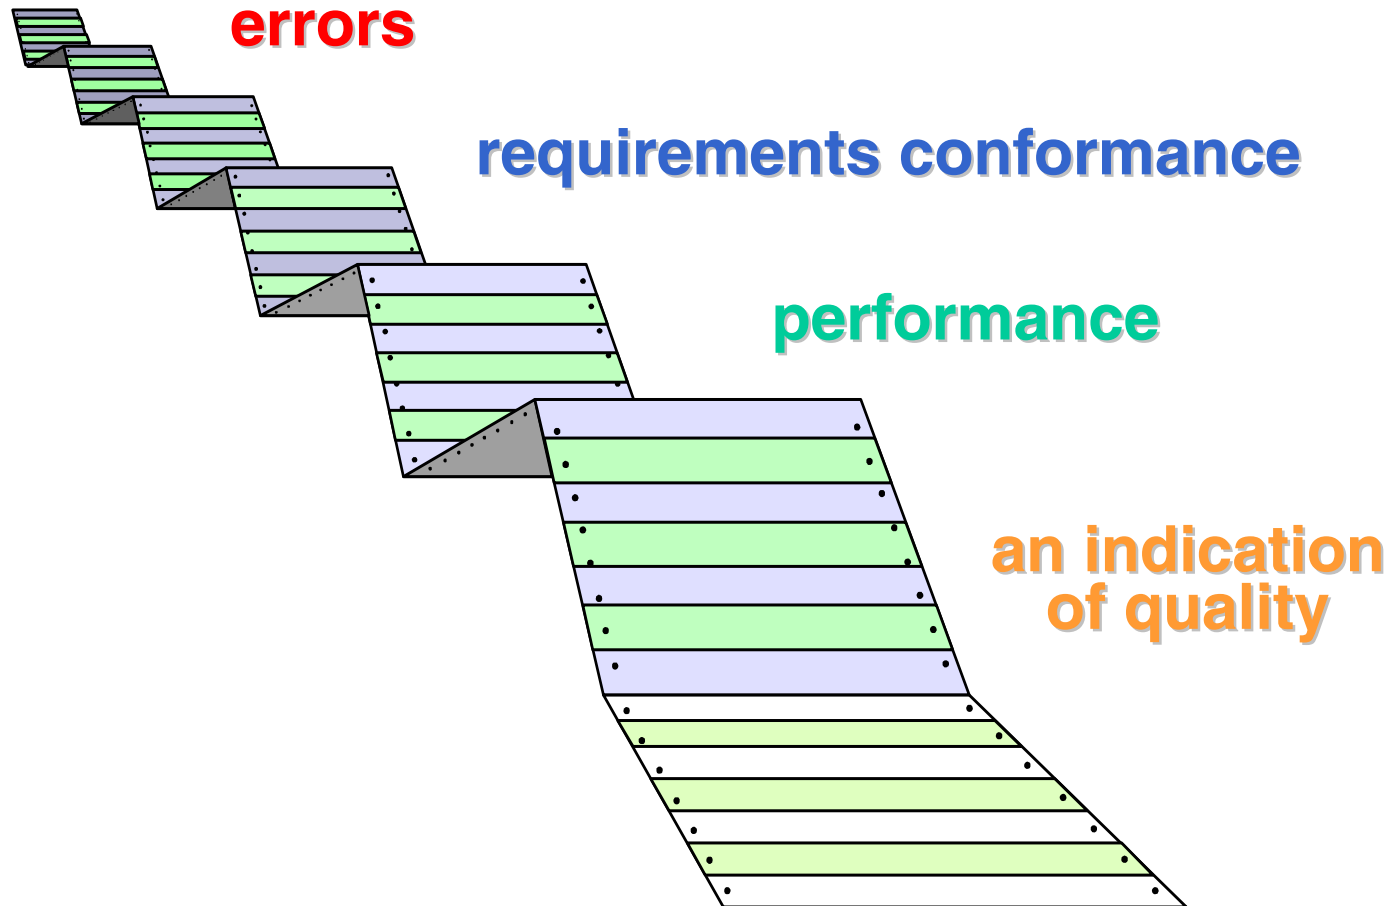 errors
requirements conformance
performance
an indication
of quality